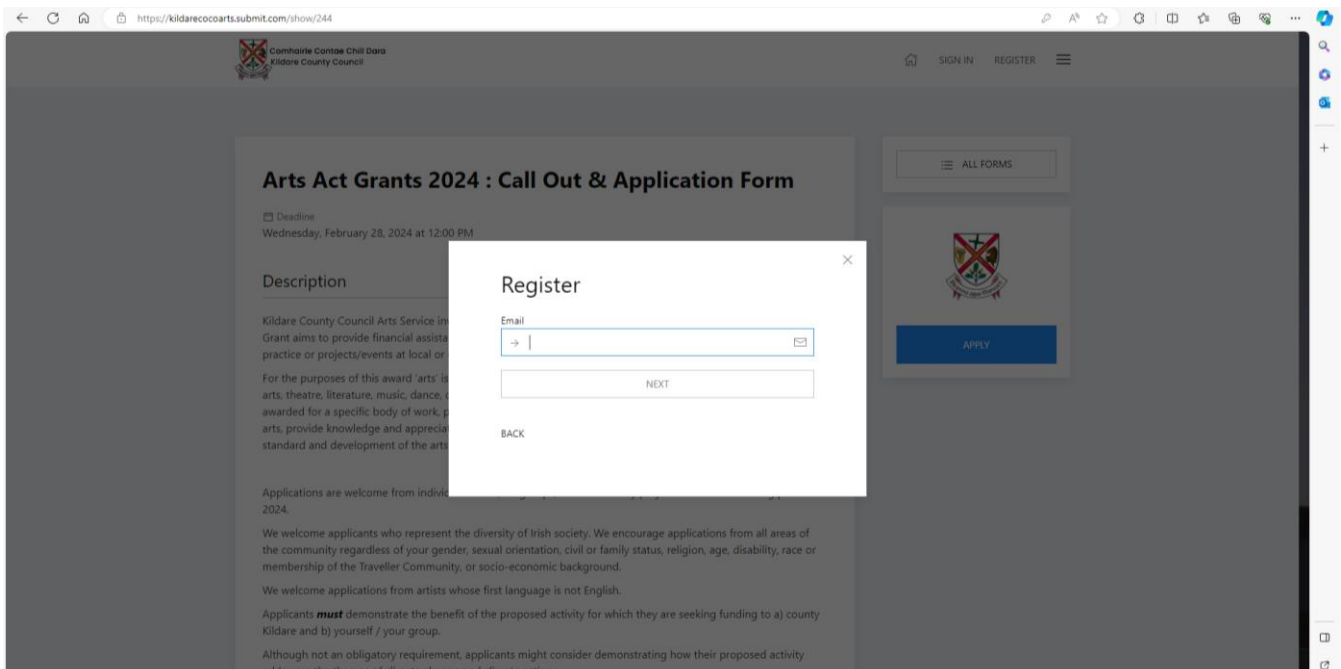 https://kildarecocoarts.submit.com/show/244
Comhairle Contae Chill Dara
Kildare County Council
SIGN IN REGISTER
ALL FORMS
Arts Act Grants 2024 : Call Out & Application Form
Deadline
Wednesday, February 28, 2024 at 12:00 PM
Description
Kildare County Council Arts Service
Grant aims to provide financial
practice or projects/events at local or
For the purposes of this award 'arts' is
arts, theatre, literature, music, dance,
awarded for a specific body of work,
arts, provide knowledge and
standard and development of the arts
Register
Email
NEXT
BACK
APPLY
Applications are welcome from
2024.
We welcome applicants who represent the diversity of Irish society. We encourage applications from all areas of
the community regardless of your gender, sexual orientation, civil or family status, religion, age, disability, race or
membership of the Traveller Community, or socio-economic background.
We welcome applications from artists whose first language is not English.
Applicants must demonstrate the benefit of the proposed activity for which they are seeking funding to a) county
Kildare and b) yourself / your group.
Although not an obligatory requirement, applicants might consider demonstrating how their proposed activity